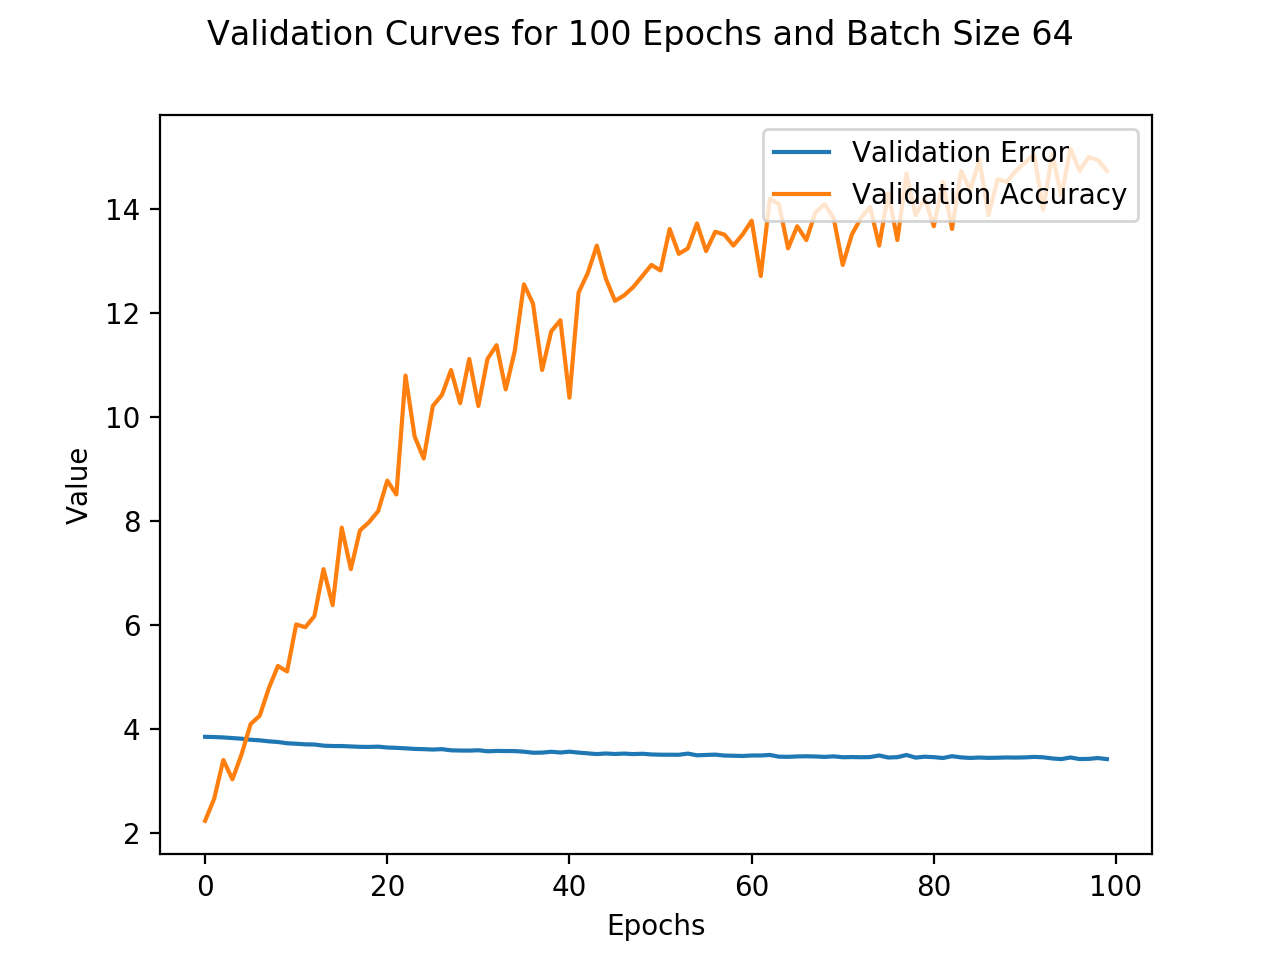 Validation Curves for 100 Epochs and Batch Size 64
Validation Error
Validation Accuracy
14
12
10
8
6
4
2
Value
0 20 40 60 80 100
Epochs